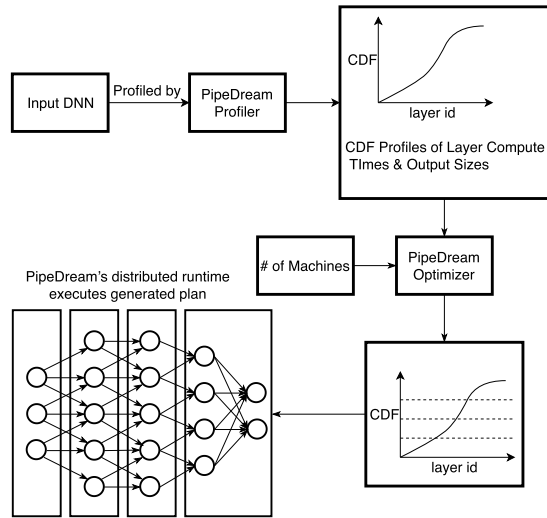 Input DNN
Profiled by
PipeDream
Profiler
CDF
layer id
CDF Profiles of Layer Compute
TImes & Output Sizes
# of Machines
PipeDream
Optimizer
PipeDream's distributed runtime
executes generated plan
CDF
layer id